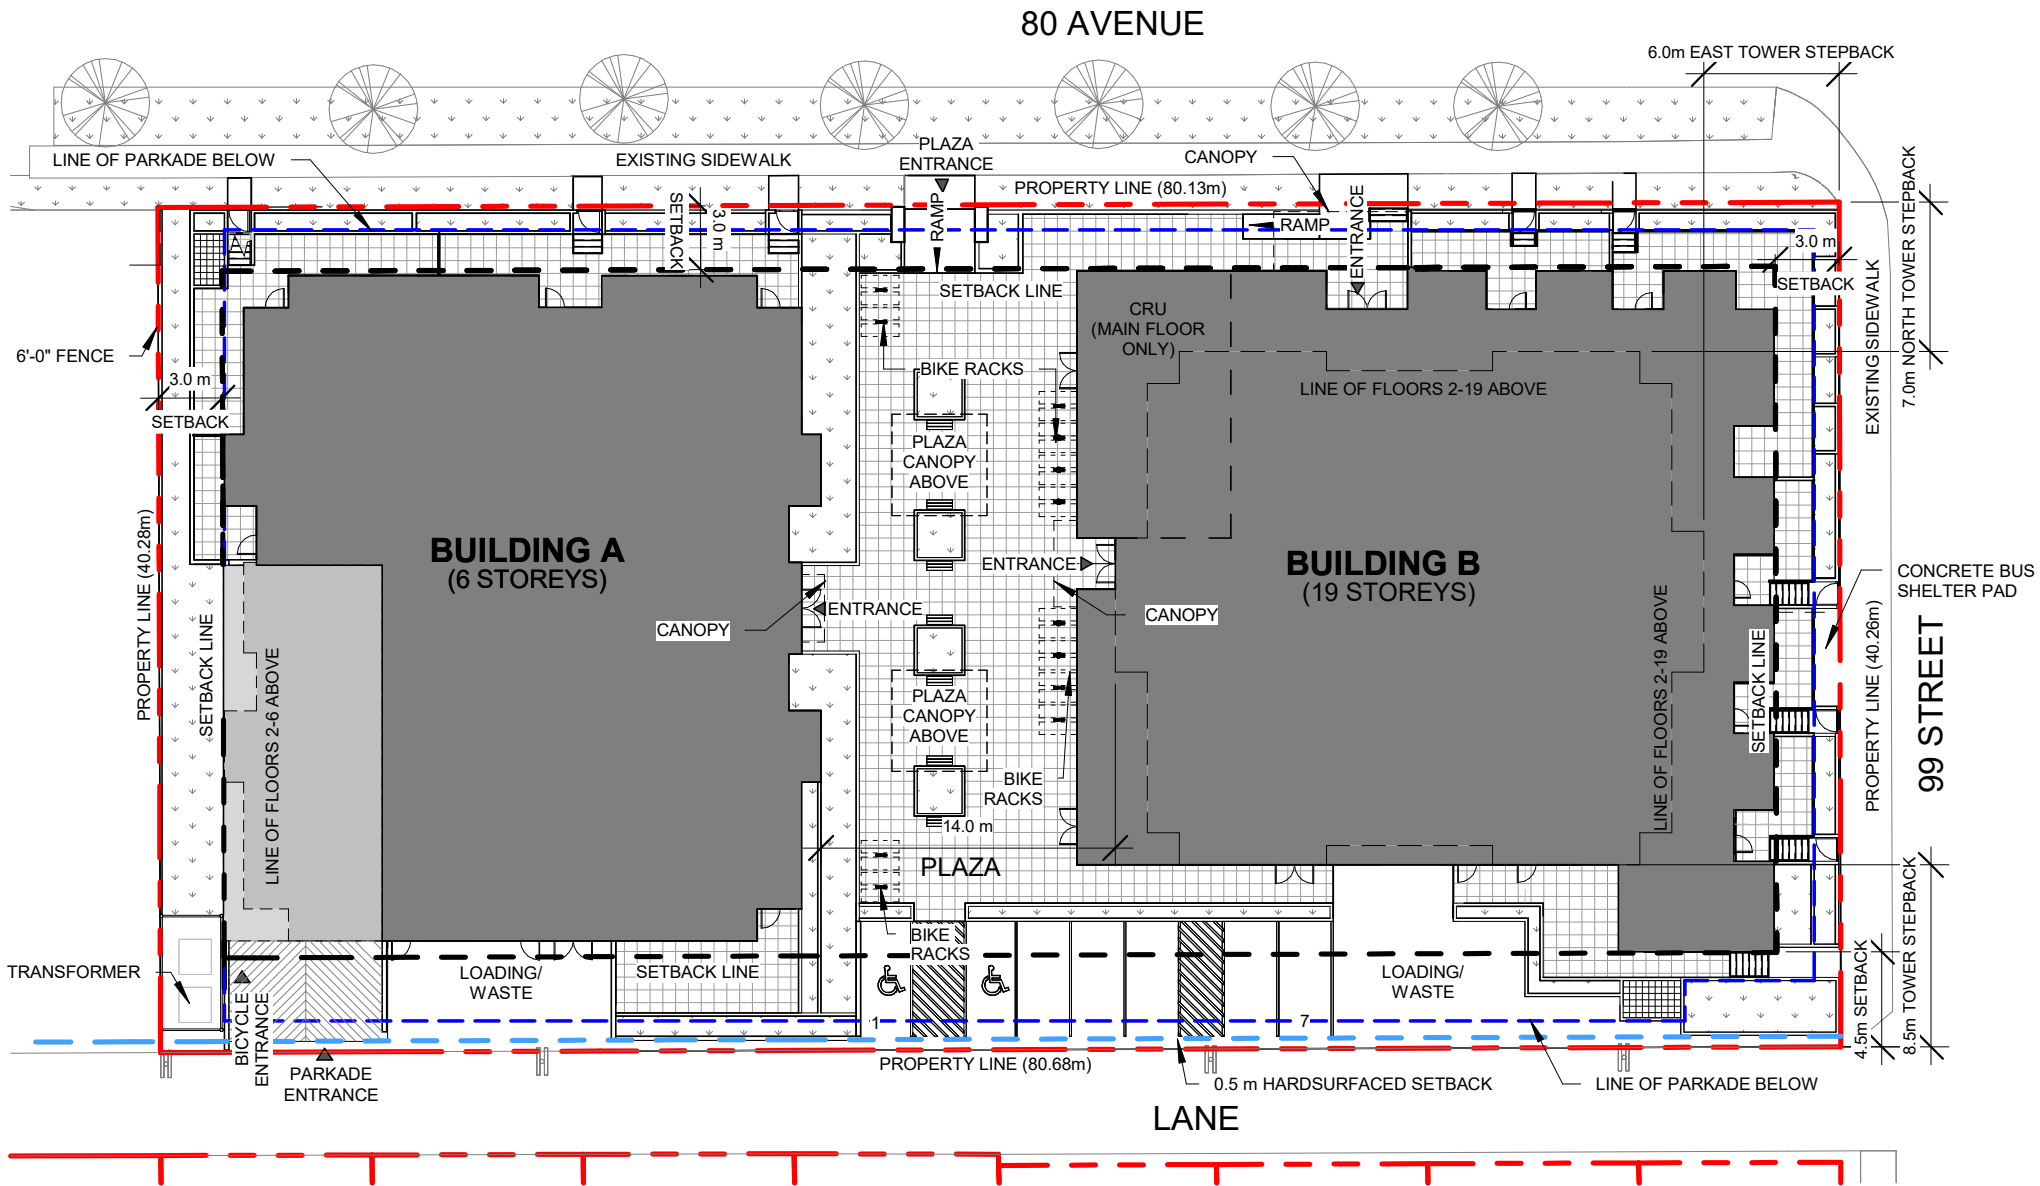 80 AVENUE
6.0m EAST TOWER STEPBACK
LINE OF PARKADE BELOW
EXISTING SIDEWALK
PLAZA
ENTRANCE
CANOPY
PROPERTY LINE (80.13m)
SETBACK
3.0 m
RAMP
RAMP
ENTRANCE
3.0 m
SETBACK
7.0m NORTH TOWER STEPBACK
EXISTING SIDEWALK
SETBACK LINE
CRU
(MAIN FLOOR
ONLY)
6'-0" FENCE
3.0 m
SETBACK
BIKE RACKS
LINE OF FLOORS 2-19 ABOVE
PLAZA
CANOPY
ABOVE
PROPERTY LINE (40.28m)
BUILDING A
(6 STOREYS)
BUILDING B
(19 STOREYS)
ENTRANCE
ENTRANCE
CANOPY
CANOPY
CONCRETE BUS
SHELTER PAD
SETBACK LINE
LINE OF FLOORS 2-6 ABOVE
LINE OF FLOORS 2-19 ABOVE
SETBACK LINE
PROPERTY LINE (40.26m)
99 STREET
PLAZA
CANOPY
ABOVE
BIKE
RACKS
14.0 m
PLAZA
BIKE
RACKS
TRANSFORMER
BICYCLE
ENTRANCE
LOADING/
WASTE
SETBACK LINE
LOADING/
WASTE
4.5m SETBACK
8.5m TOWER STEPBACK
1
7
PARKADE
ENTRANCE
PROPERTY LINE (80.68m)
0.5 m HARDSURFACED SETBACK
LINE OF PARKADE BELOW
LANE